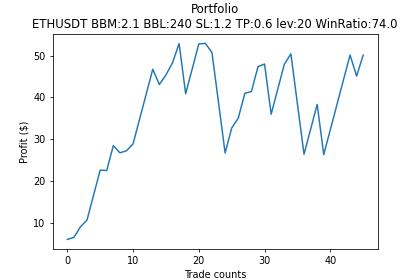 Portfolio
ETHUSDT BBM:2.1 BBL:240 SL:1.2 TP:0.6 lev:20 WinRatio:74.0
Profit ($)
50
40
30
20
10
0
10
20
30
40
Trade counts